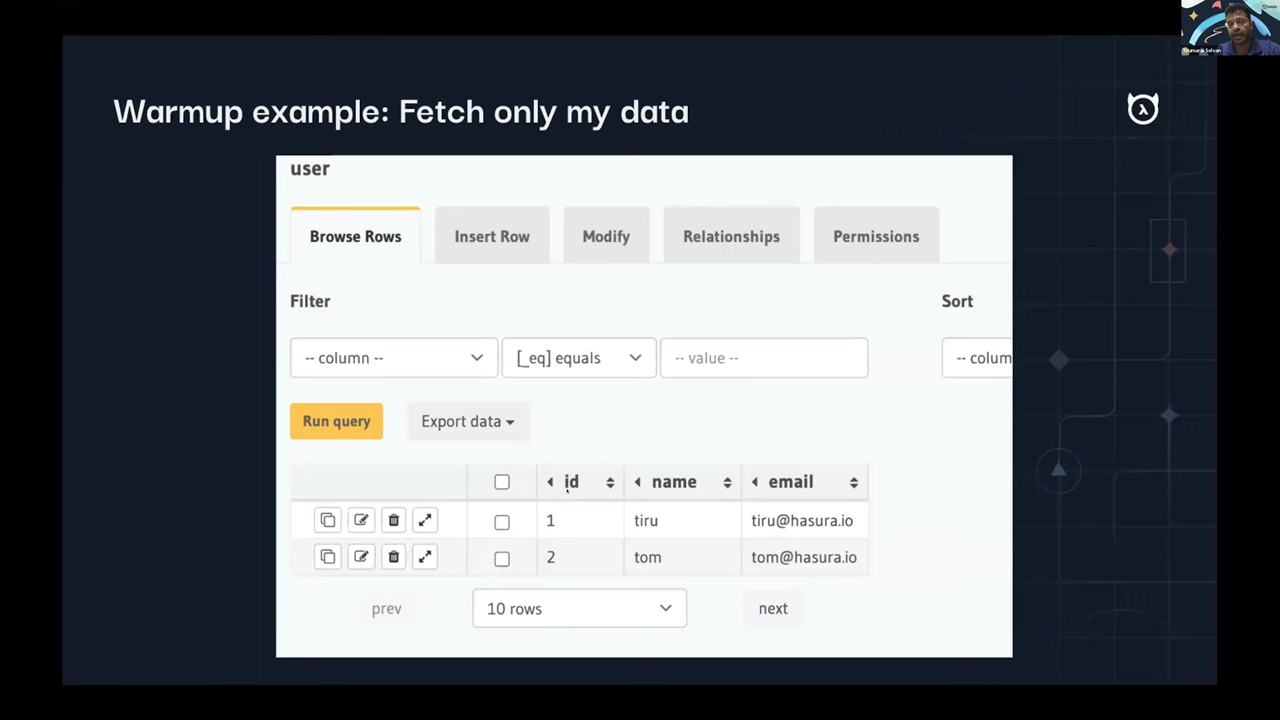 Warmup example: Fetch only my data
user
Browse Rows Insert Row Modify Relationships Permissions
Filter Sort
-- column -- [_eq] equals -- value -- -- colum
Run query Export data
id name email
1 tiru tiru@hasura.io
2 tom tom@hasura.io
prev 10 rows next
Tirumarai Selvan